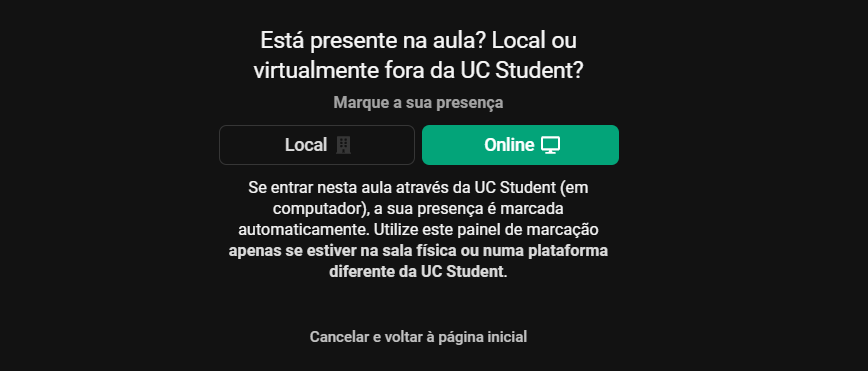 Está presente na aula? Local ou
virtualmente fora da UC Student?
Marque a sua presença
Local
Online
Se entrar nesta aula através da UC Student (em
computador), a sua presença é marcada
automaticamente. Utilize este painel de marcação
apenas se estiver na sala física ou numa plataforma
diferente da UC Student.
Cancelar e voltar à página inicial